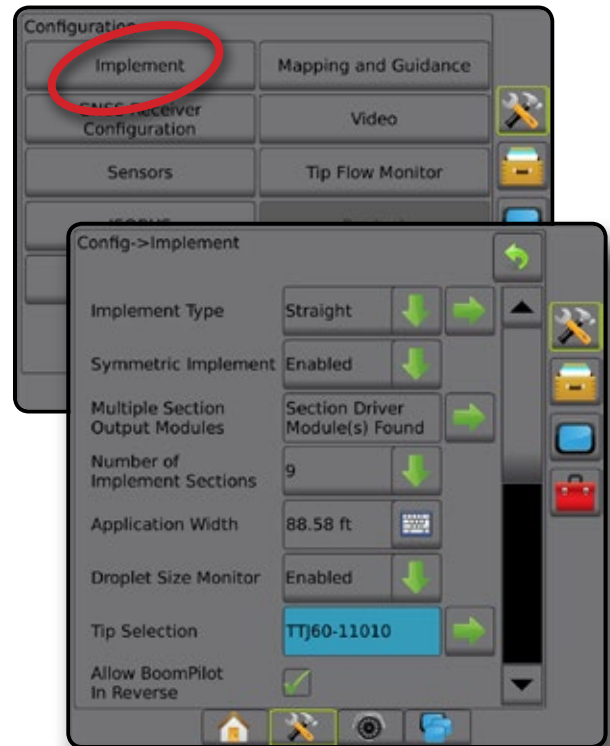 Configuration
Implement
Mapping and Guidance
GNSS Receiver
Configuration
Video
Sensors
Tip Flow Monitor
Config->Implement
Implement Type
Straight
Symmetric Implement
Enabled
Multiple Section
Output Modules
Section Driver
Module(s) Found
Number of
Implement Sections
9
Application Width
88.58 ft
Droplet Size Monitor
Enabled
Tip Selection
TTJ60-11010
Allow BoomPilot
In Reverse